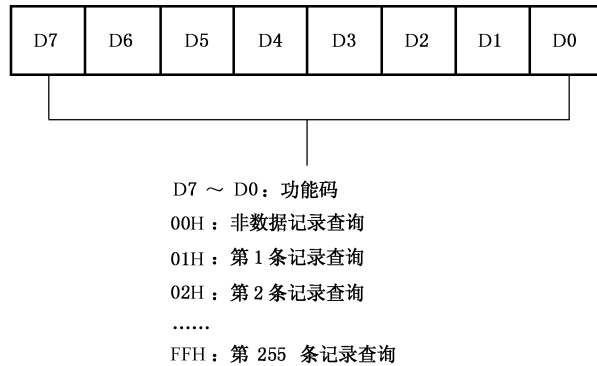 D7 D6 D5 D4 D3 D2 D1 D0
D7 ～ D0：功能码
00H：非数据记录查询
01H：第 1 条记录查询
02H：第 2 条记录查询
……
FFH：第 255 条记录查询